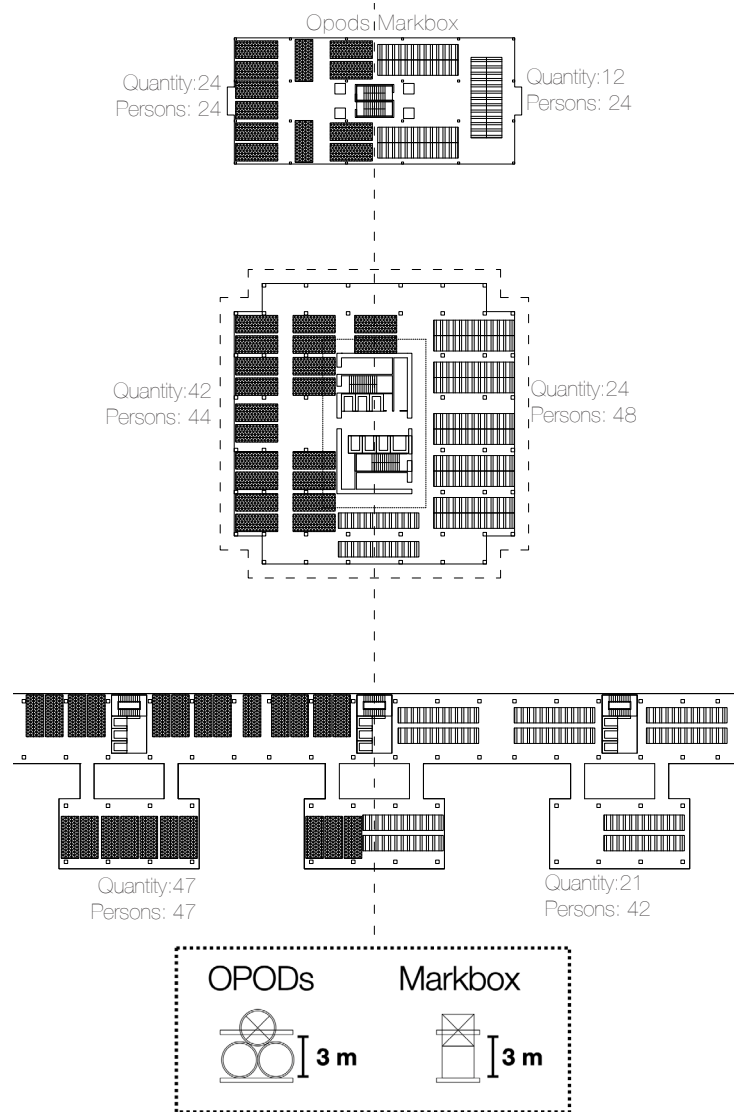 Opods Markbox
Quantity:24
Persons: 24
Quantity:12
Persons: 24
Quantity:42
Persons: 44
Quantity:24
Persons: 48
Quantity:47
Persons: 47
Quantity:21
Persons: 42
OPODs Markbox
3 m 3 m